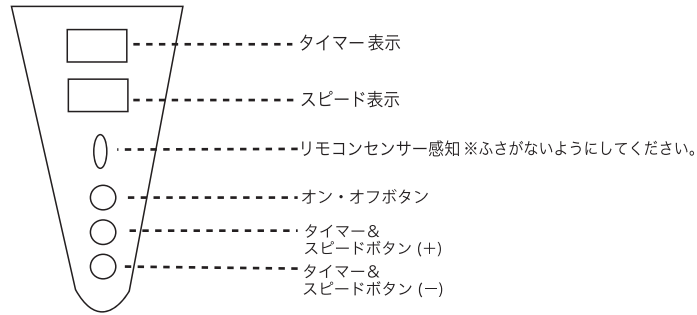 タイマー表示
スピード表示
リモコンセンサー感知 ※ふさがないようにしてください。
オン・オフボタン
タイマー&
スピードボタン (+)
タイマー&
スピードボタン (−)